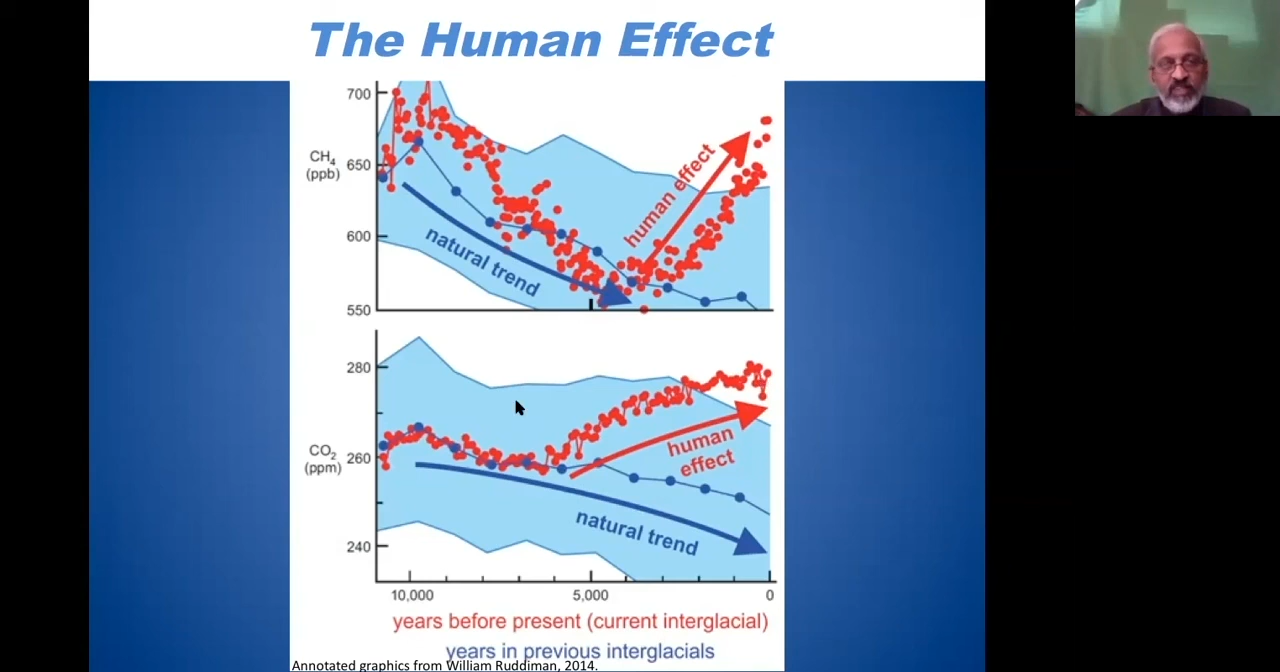 The Human Effect
700
CH₄
(ppb)
650
600
550
human effect
natural trend
280
CO₂
(ppm)
260
240
human
effect
natural trend
10,000
5,000
0
years before present (current interglacial)
years in previous interglacials
Annotated graphics from William Ruddiman, 2014.